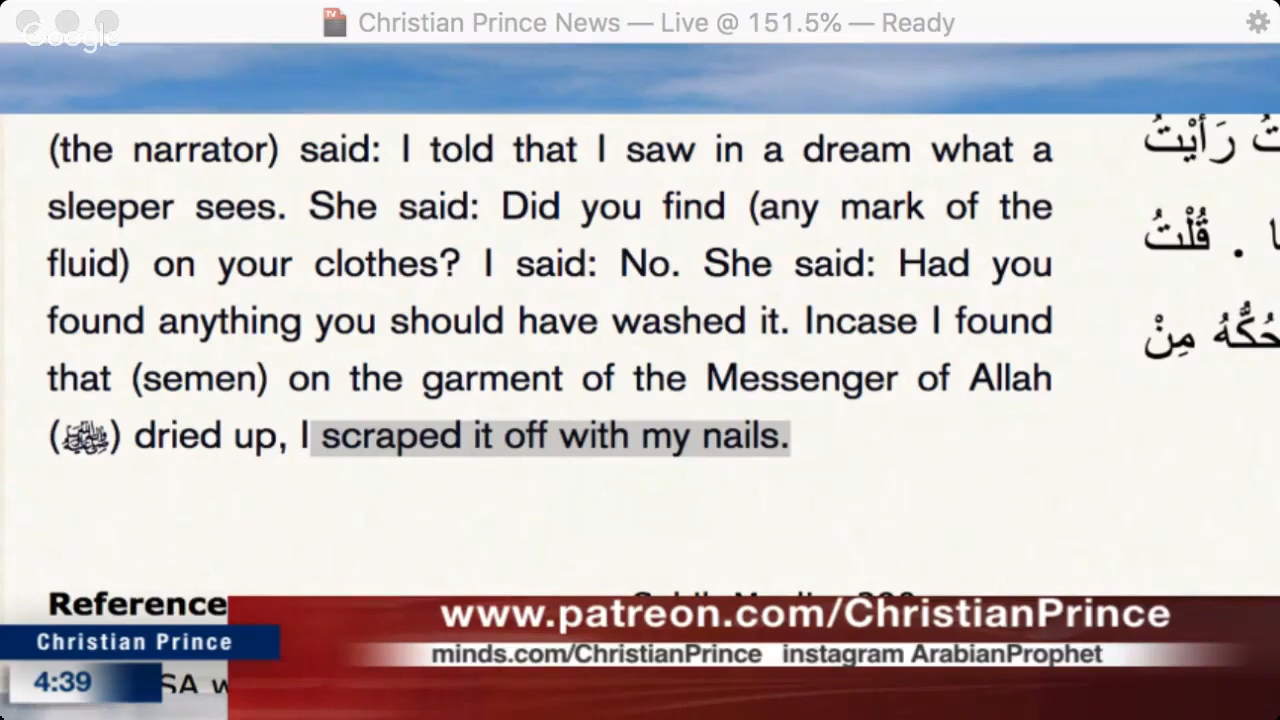 Christian Prince News — Live @ 151.5% — Ready
Google
(the narrator) said: I told that I saw in a dream what a
sleeper sees. She said: Did you find (any mark of the
fluid) on your clothes? I said: No. She said: Had you
found anything you should have washed it. Incase I found
that (semen) on the garment of the Messenger of Allah
(ﷺ) dried up, I scraped it off with my nails.
رَأَيْتُ
. قُلْتُ
مِنْ
Reference
www.patreon.com/ChristianPrince
Christian Prince
minds.com/ChristianPrince instagram ArabianProphet
4:39